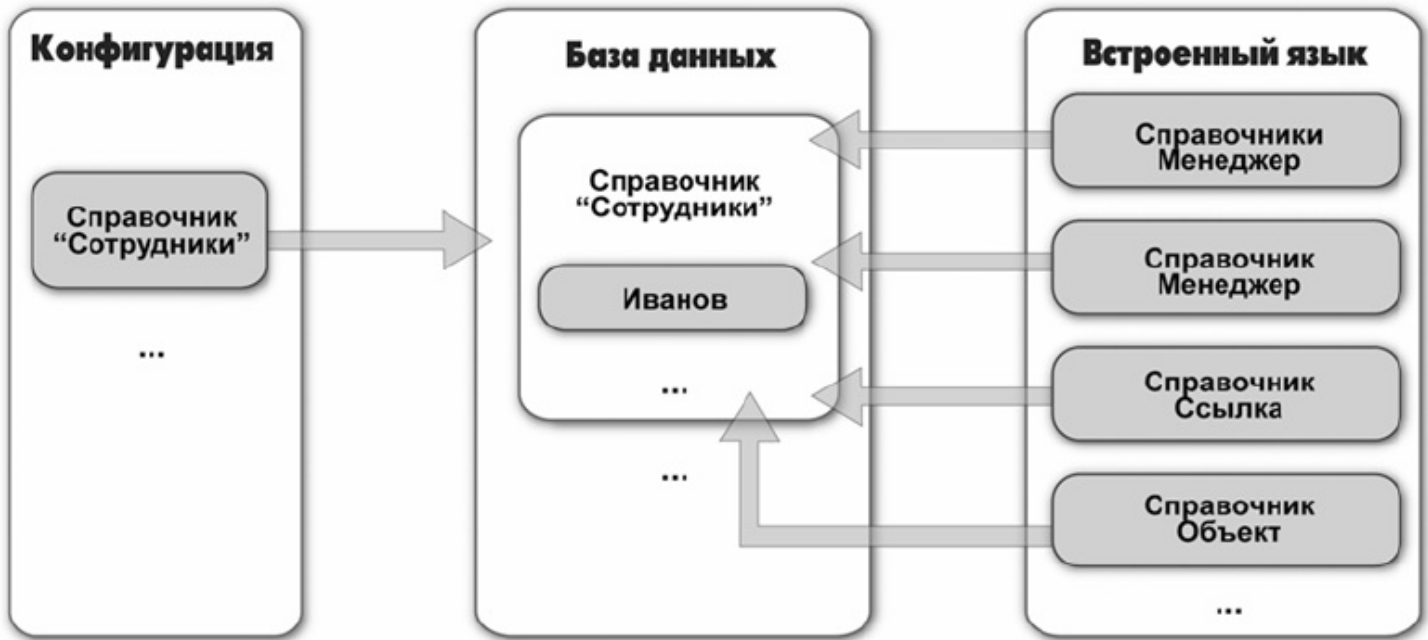 Конфигурация
Справочник
“Сотрудники”
...
База данных
Справочник
“Сотрудники”
Иванов
...
...
Встроенный язык
Справочники
Менеджер
Справочник
Менеджер
Справочник
Ссылка
Справочник
Объект
...